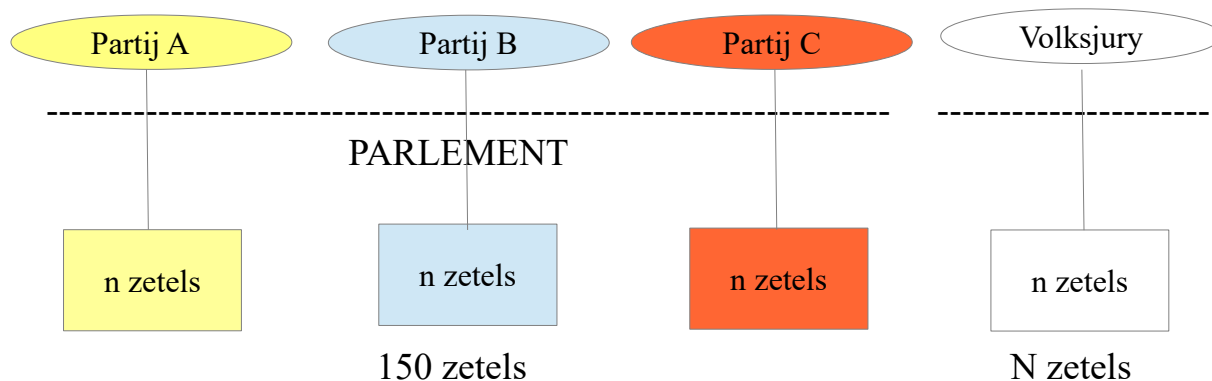 Partij A
Partij B
Partij C
Volksjury
PARLEMENT
n zetels
n zetels
n zetels
n zetels
150 zetels
N zetels